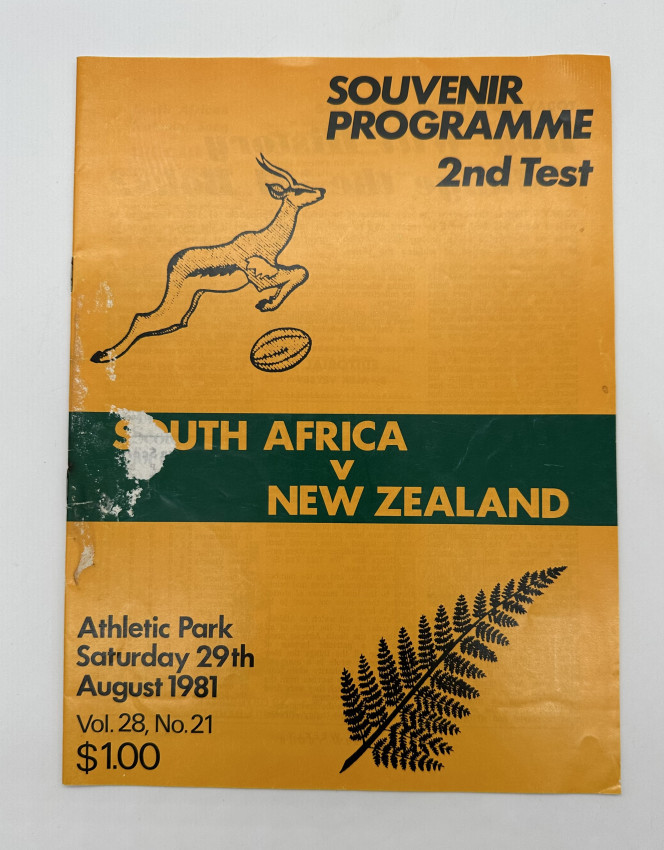 SOUVENIR
PROGRAMME
2nd Test
SOUTH AFRICA
v
NEW ZEALAND
Athletic Park
Saturday 29th
August 1981
Vol. 28, No. 21
$1.00